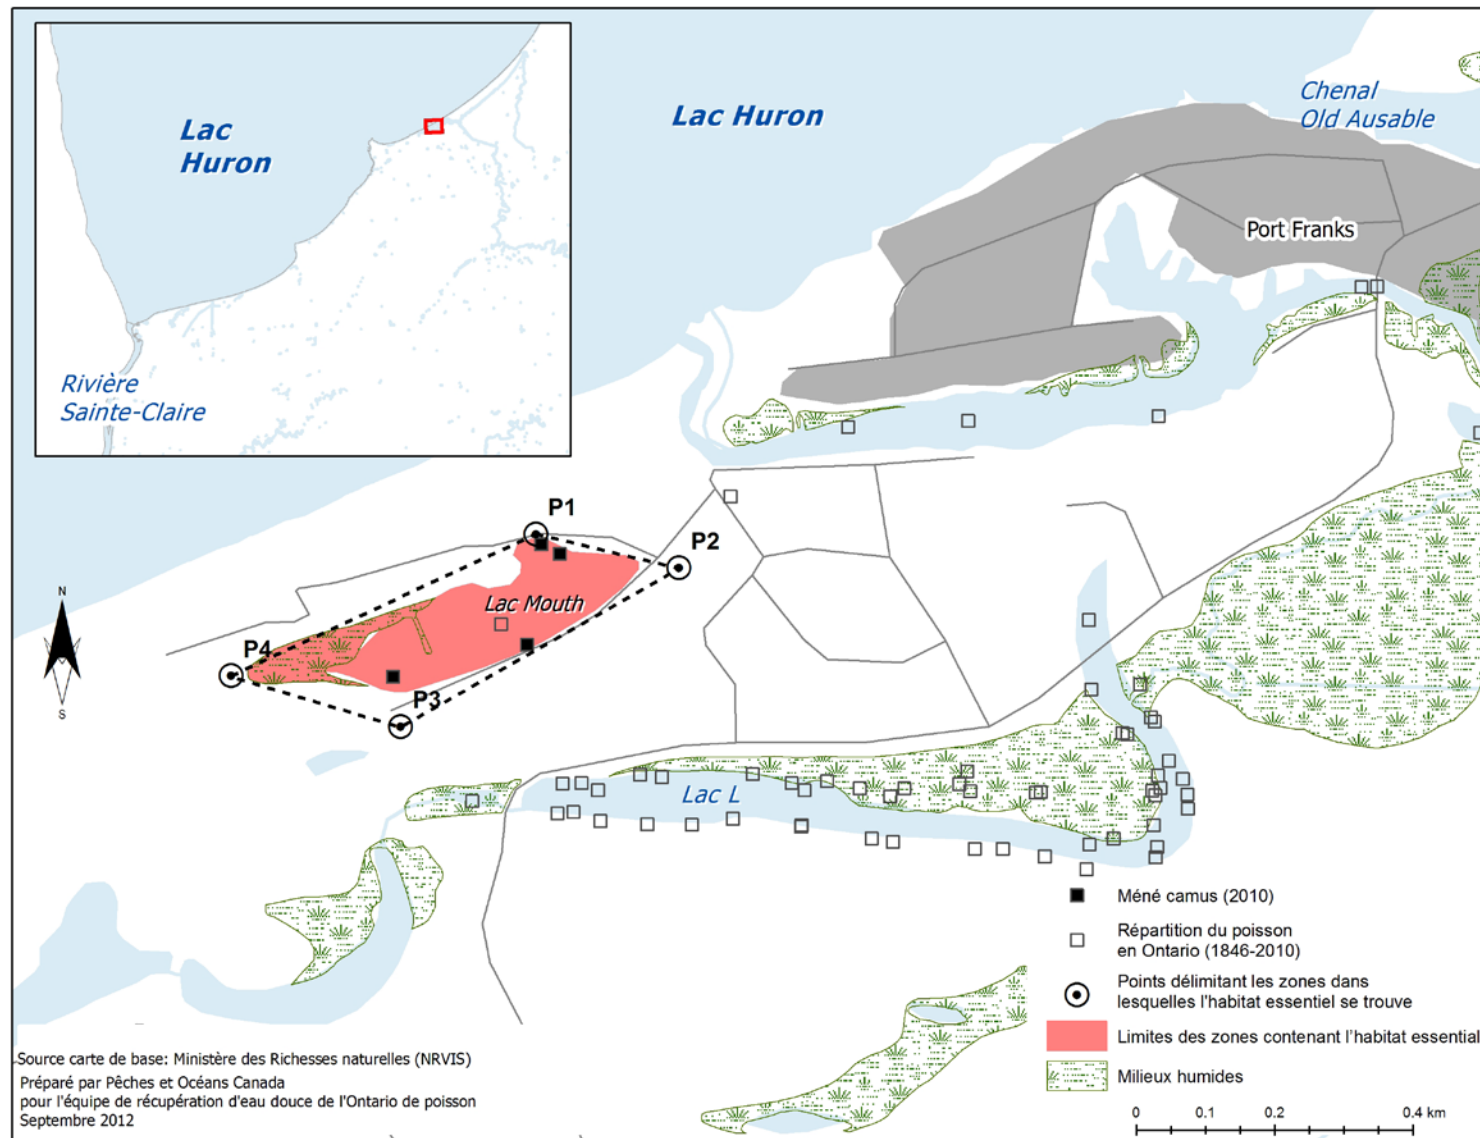 Lac
Huron
Rivière
Sainte-Claire
Lac Huron
Chenal
Old Ausable
Port Franks
P1
P2
Lac Mouth
P4
P3
N
S
Lac L
Méné camus (2010)
Répartition du poisson
en Ontario (1846-2010)
Points délimitant les zones dans
lesquelles l'habitat essentiel se trouve
Limites des zones contenant l'habitat essential
Milieux humides
0 0.1 0.2 0.4 km
Source carte de base: Ministère des Richesses naturelles (NRVIS)
Préparé par Pêches et Océans Canada
pour l'équipe de récupération d'eau douce de l'Ontario de poisson
Septembre 2012